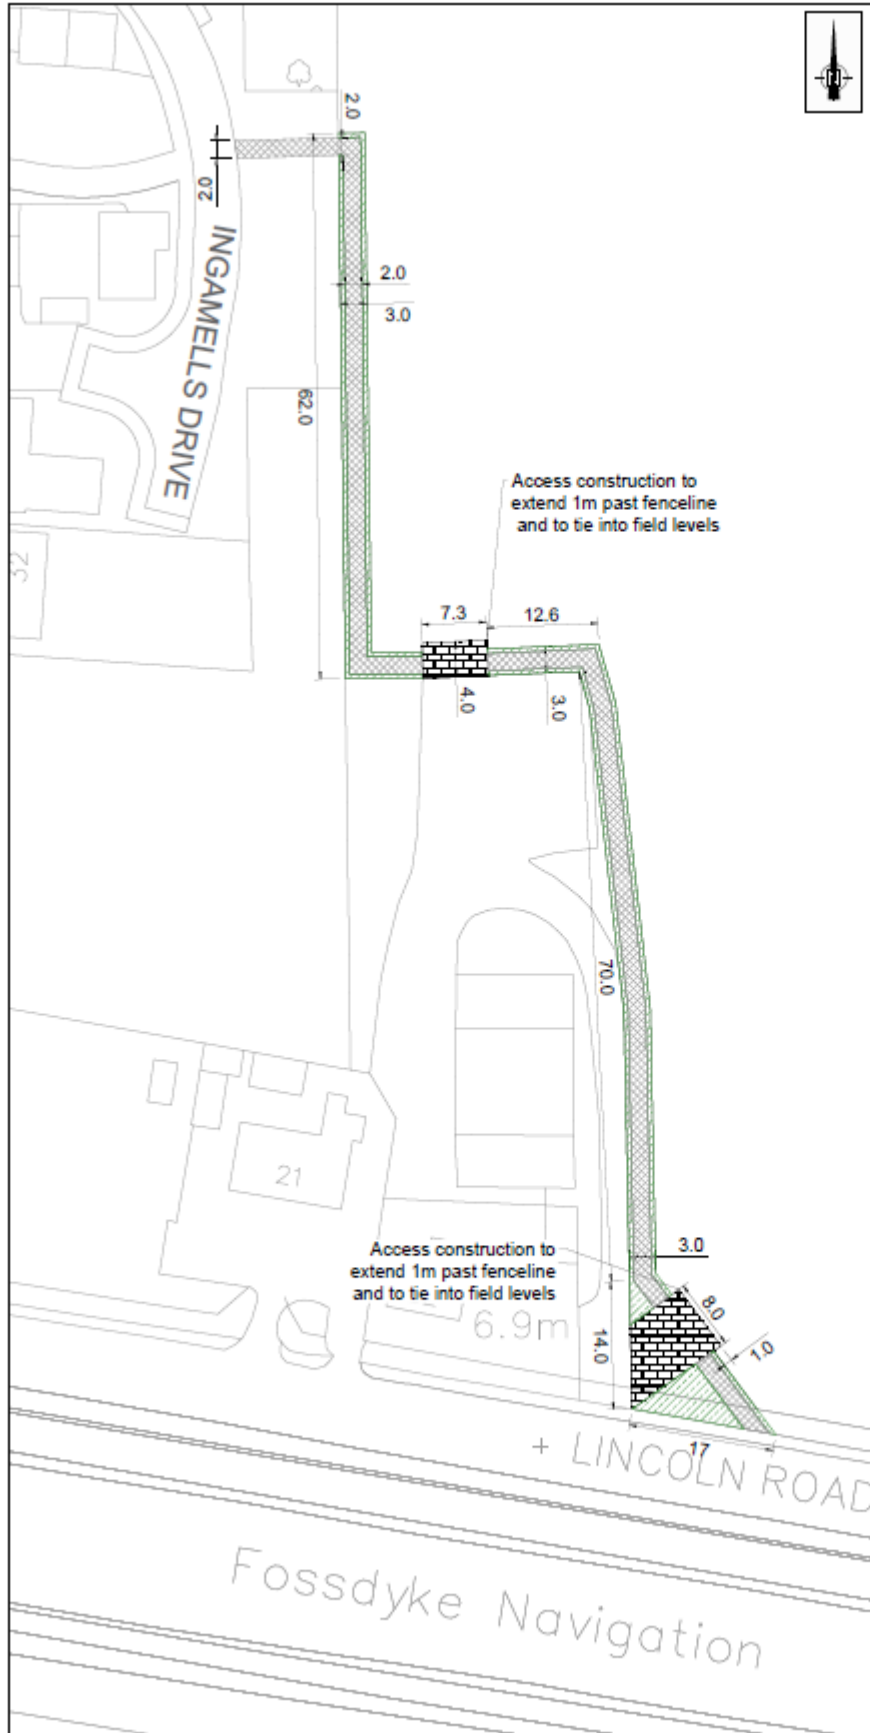 N
2.0
2.0
INGAMELLS DRIVE
2.0
3.0
62.0
Access construction to
extend 1m past fenceline
and to tie into field levels
32
7.3
12.6
4.0
3.0
70.0
21
3.0
Access construction to
extend 1m past fenceline
and to tie into field levels
8.0
6.9m
14.0
1.0
17
+ LINCOLN ROAD
Fossdyke Navigation